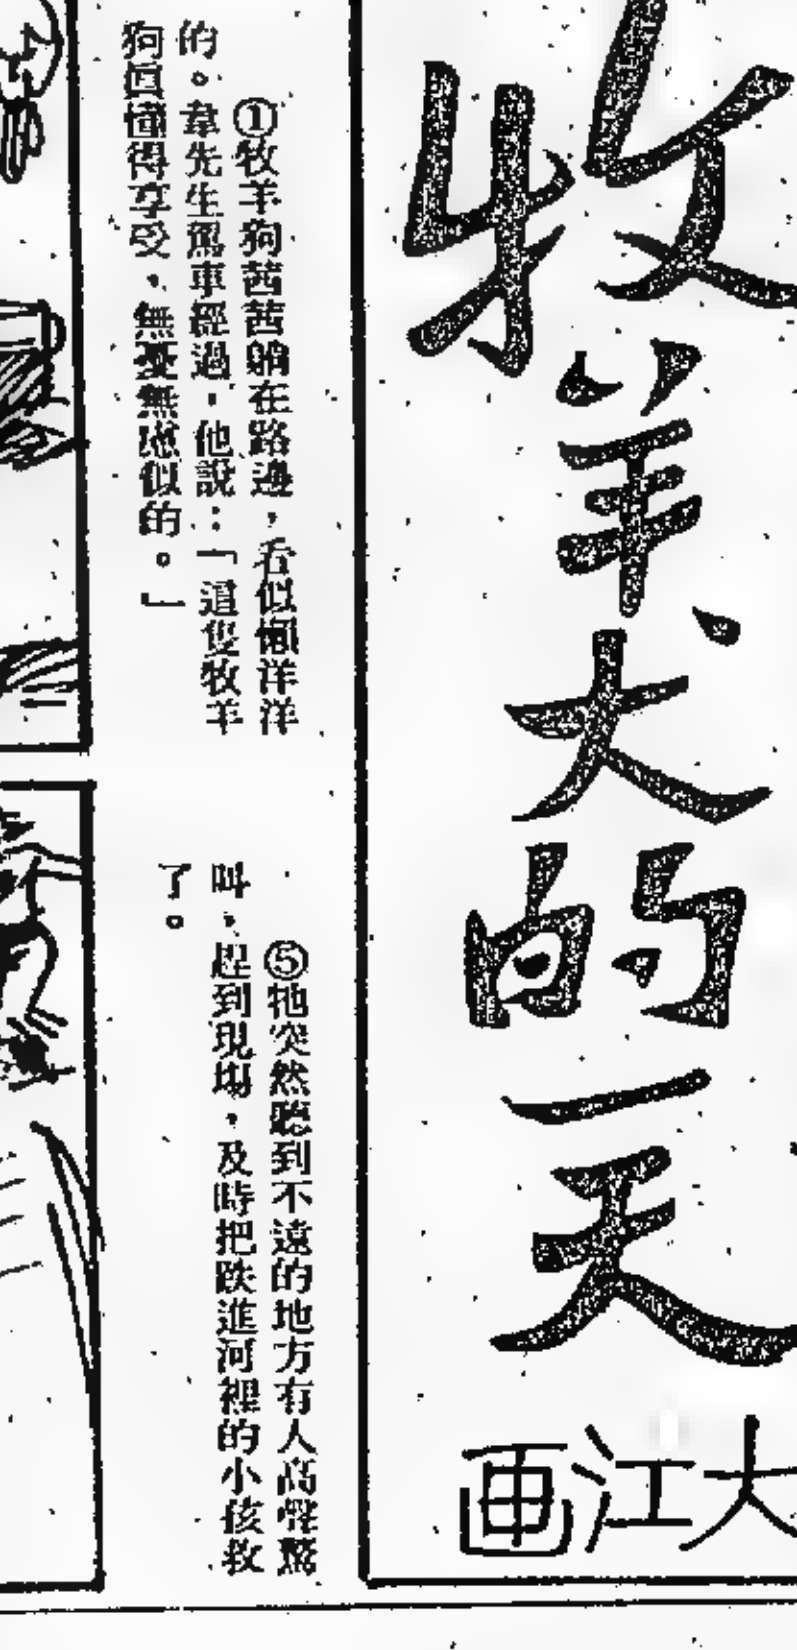 牧羊犬的一天
大江画
①牧羊狗茜茜躺在路邊，看似懶洋洋
的。韋先生駕車經過，他說：「這隻牧羊
狗眞懂得享受，無憂無慮似的。」
⑤牠突然聽到不遠的地方有人高聲驚
叫，趕到現場，及時把跌進河裡的小孩救
了。